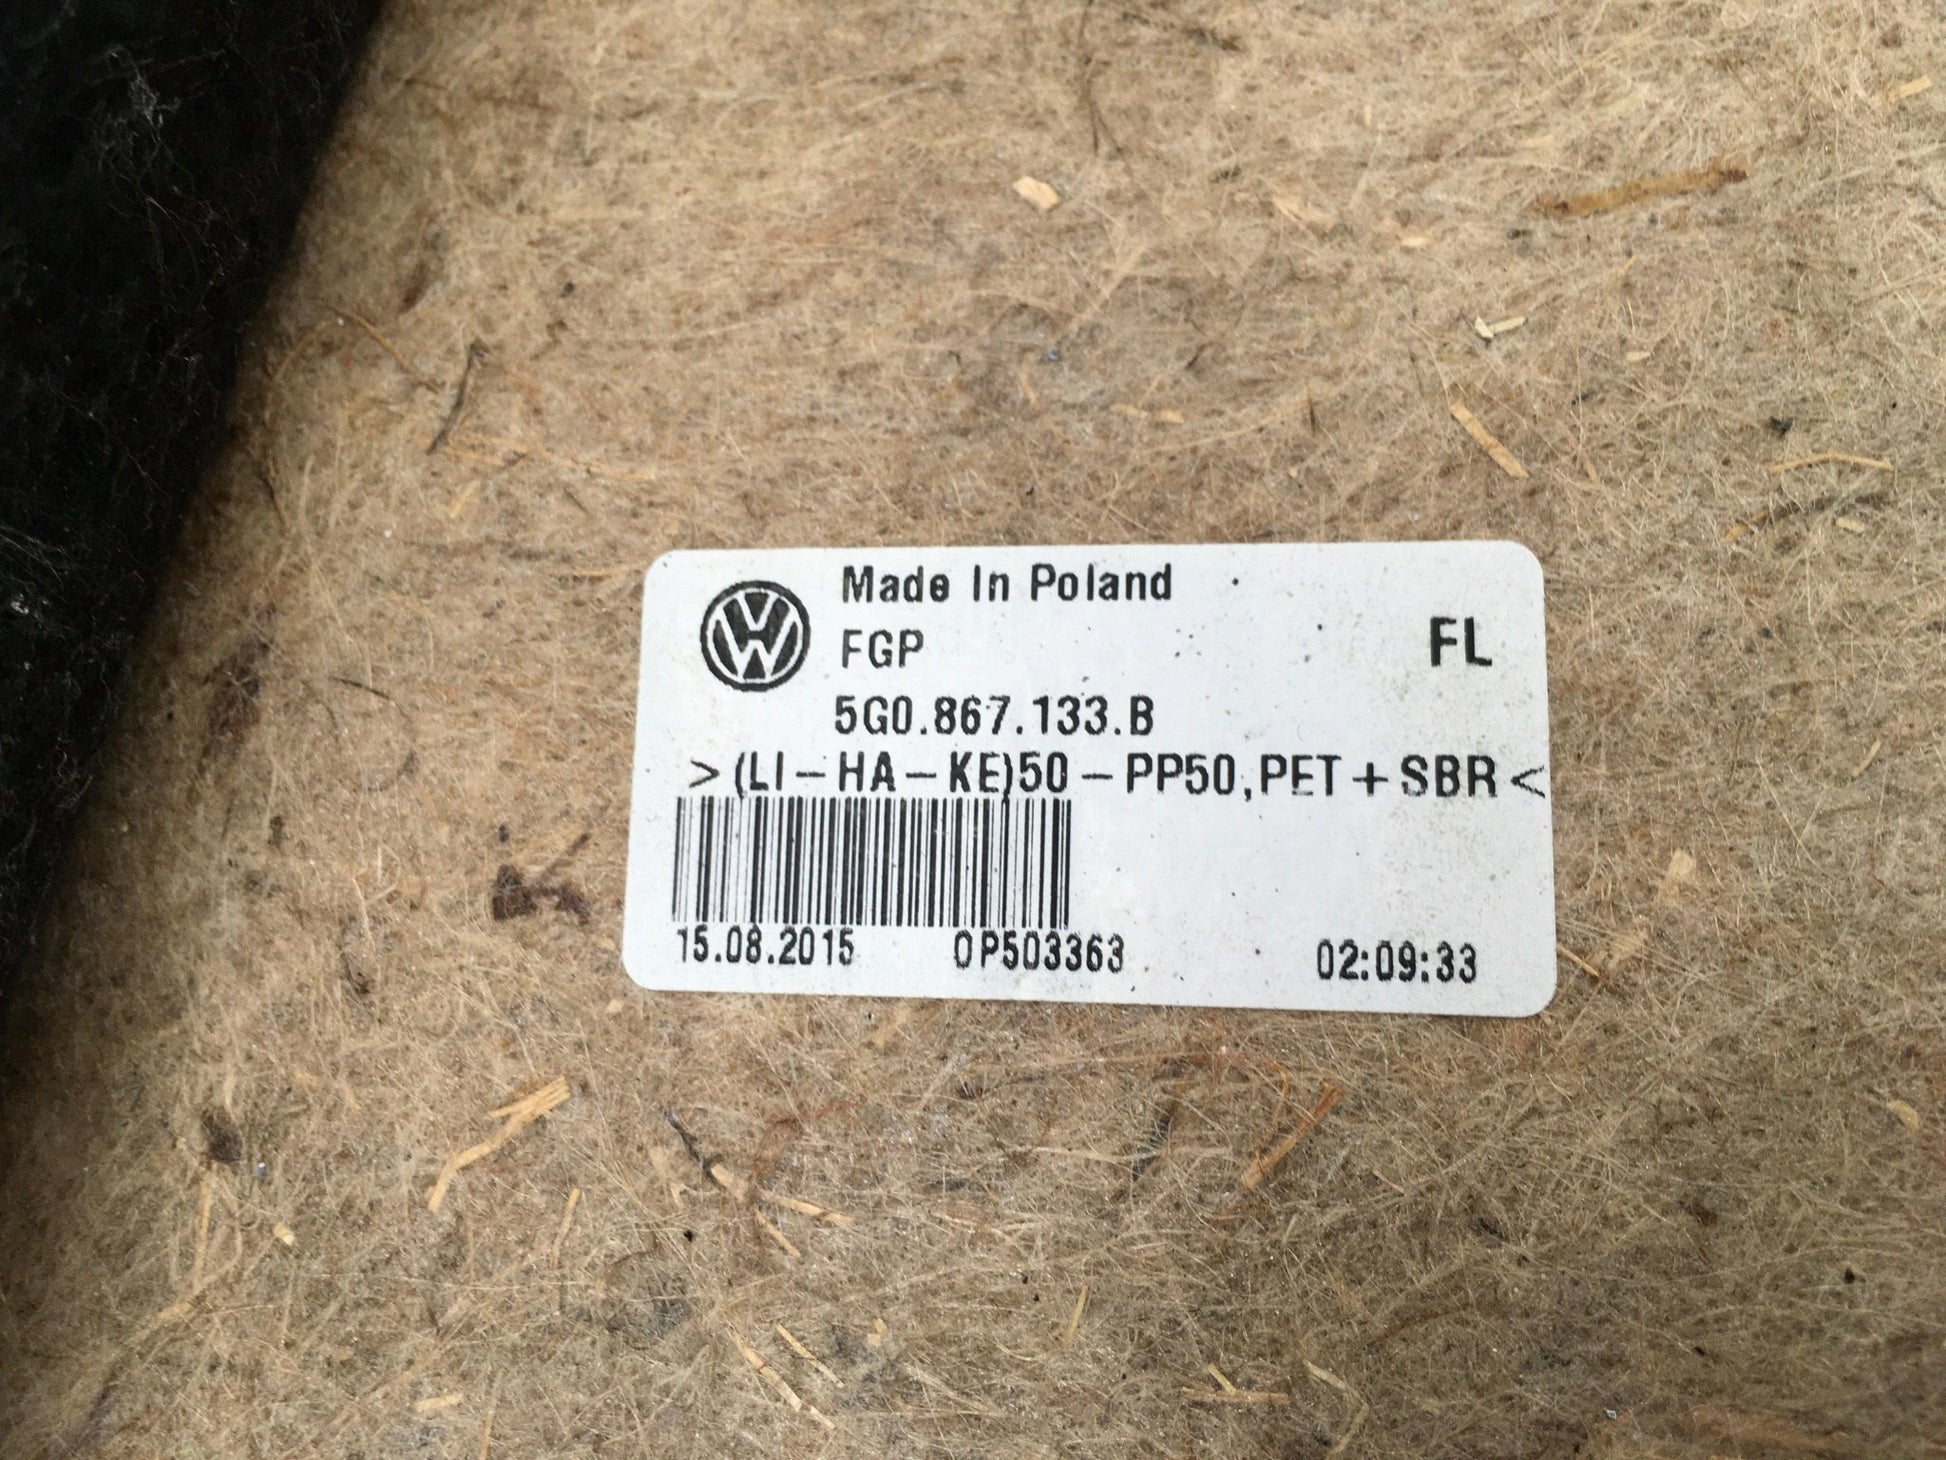 Made In Poland
FGP
FL
5G0.867.133.B
>(LI-HA-KE)50-PP50,PET+SBR<
15.08.2015 OP503363 02:09:33